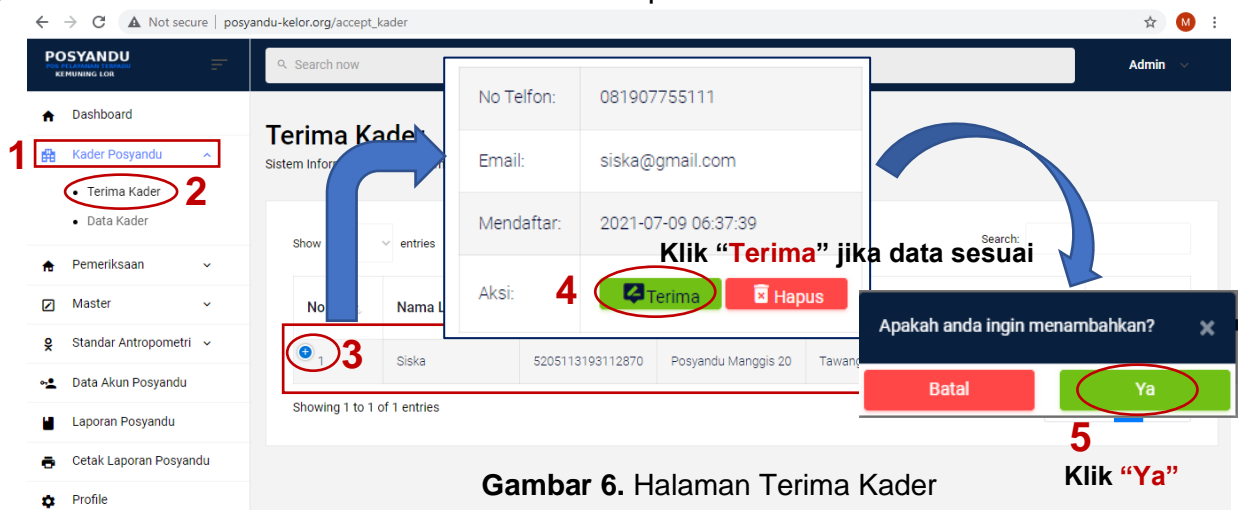 Not secure | posyandu-kelor.org/accept_kader
M
POSYANDU
POS PELAYANAN TERPADU
KEMUNING LOR
Search now
Admin
Dashboard
1
Kader Posyandu
Terima Kader
2
Data Kader
Pemeriksaan
Master
Standar Antropometri
Data Akun Posyandu
Laporan Posyandu
Cetak Laporan Posyandu
Profile
Terima Kader
Sistem
Show
entries
Search:
No
Nama
3
1
Siska
5205113193112870
Posyandu Manggis 20
Showing 1 to 1 of 1 entries
No Telfon:
081907755111
Email:
siska@gmail.com
Mendaftar:
2021-07-09 06:37:39
Klik “Terima” jika data sesuai
Aksi:
4
Terima
Hapus
Apakah anda ingin menambahkan?
Batal
Ya
5
Klik “Ya”
Gambar 6. Halaman Terima Kader